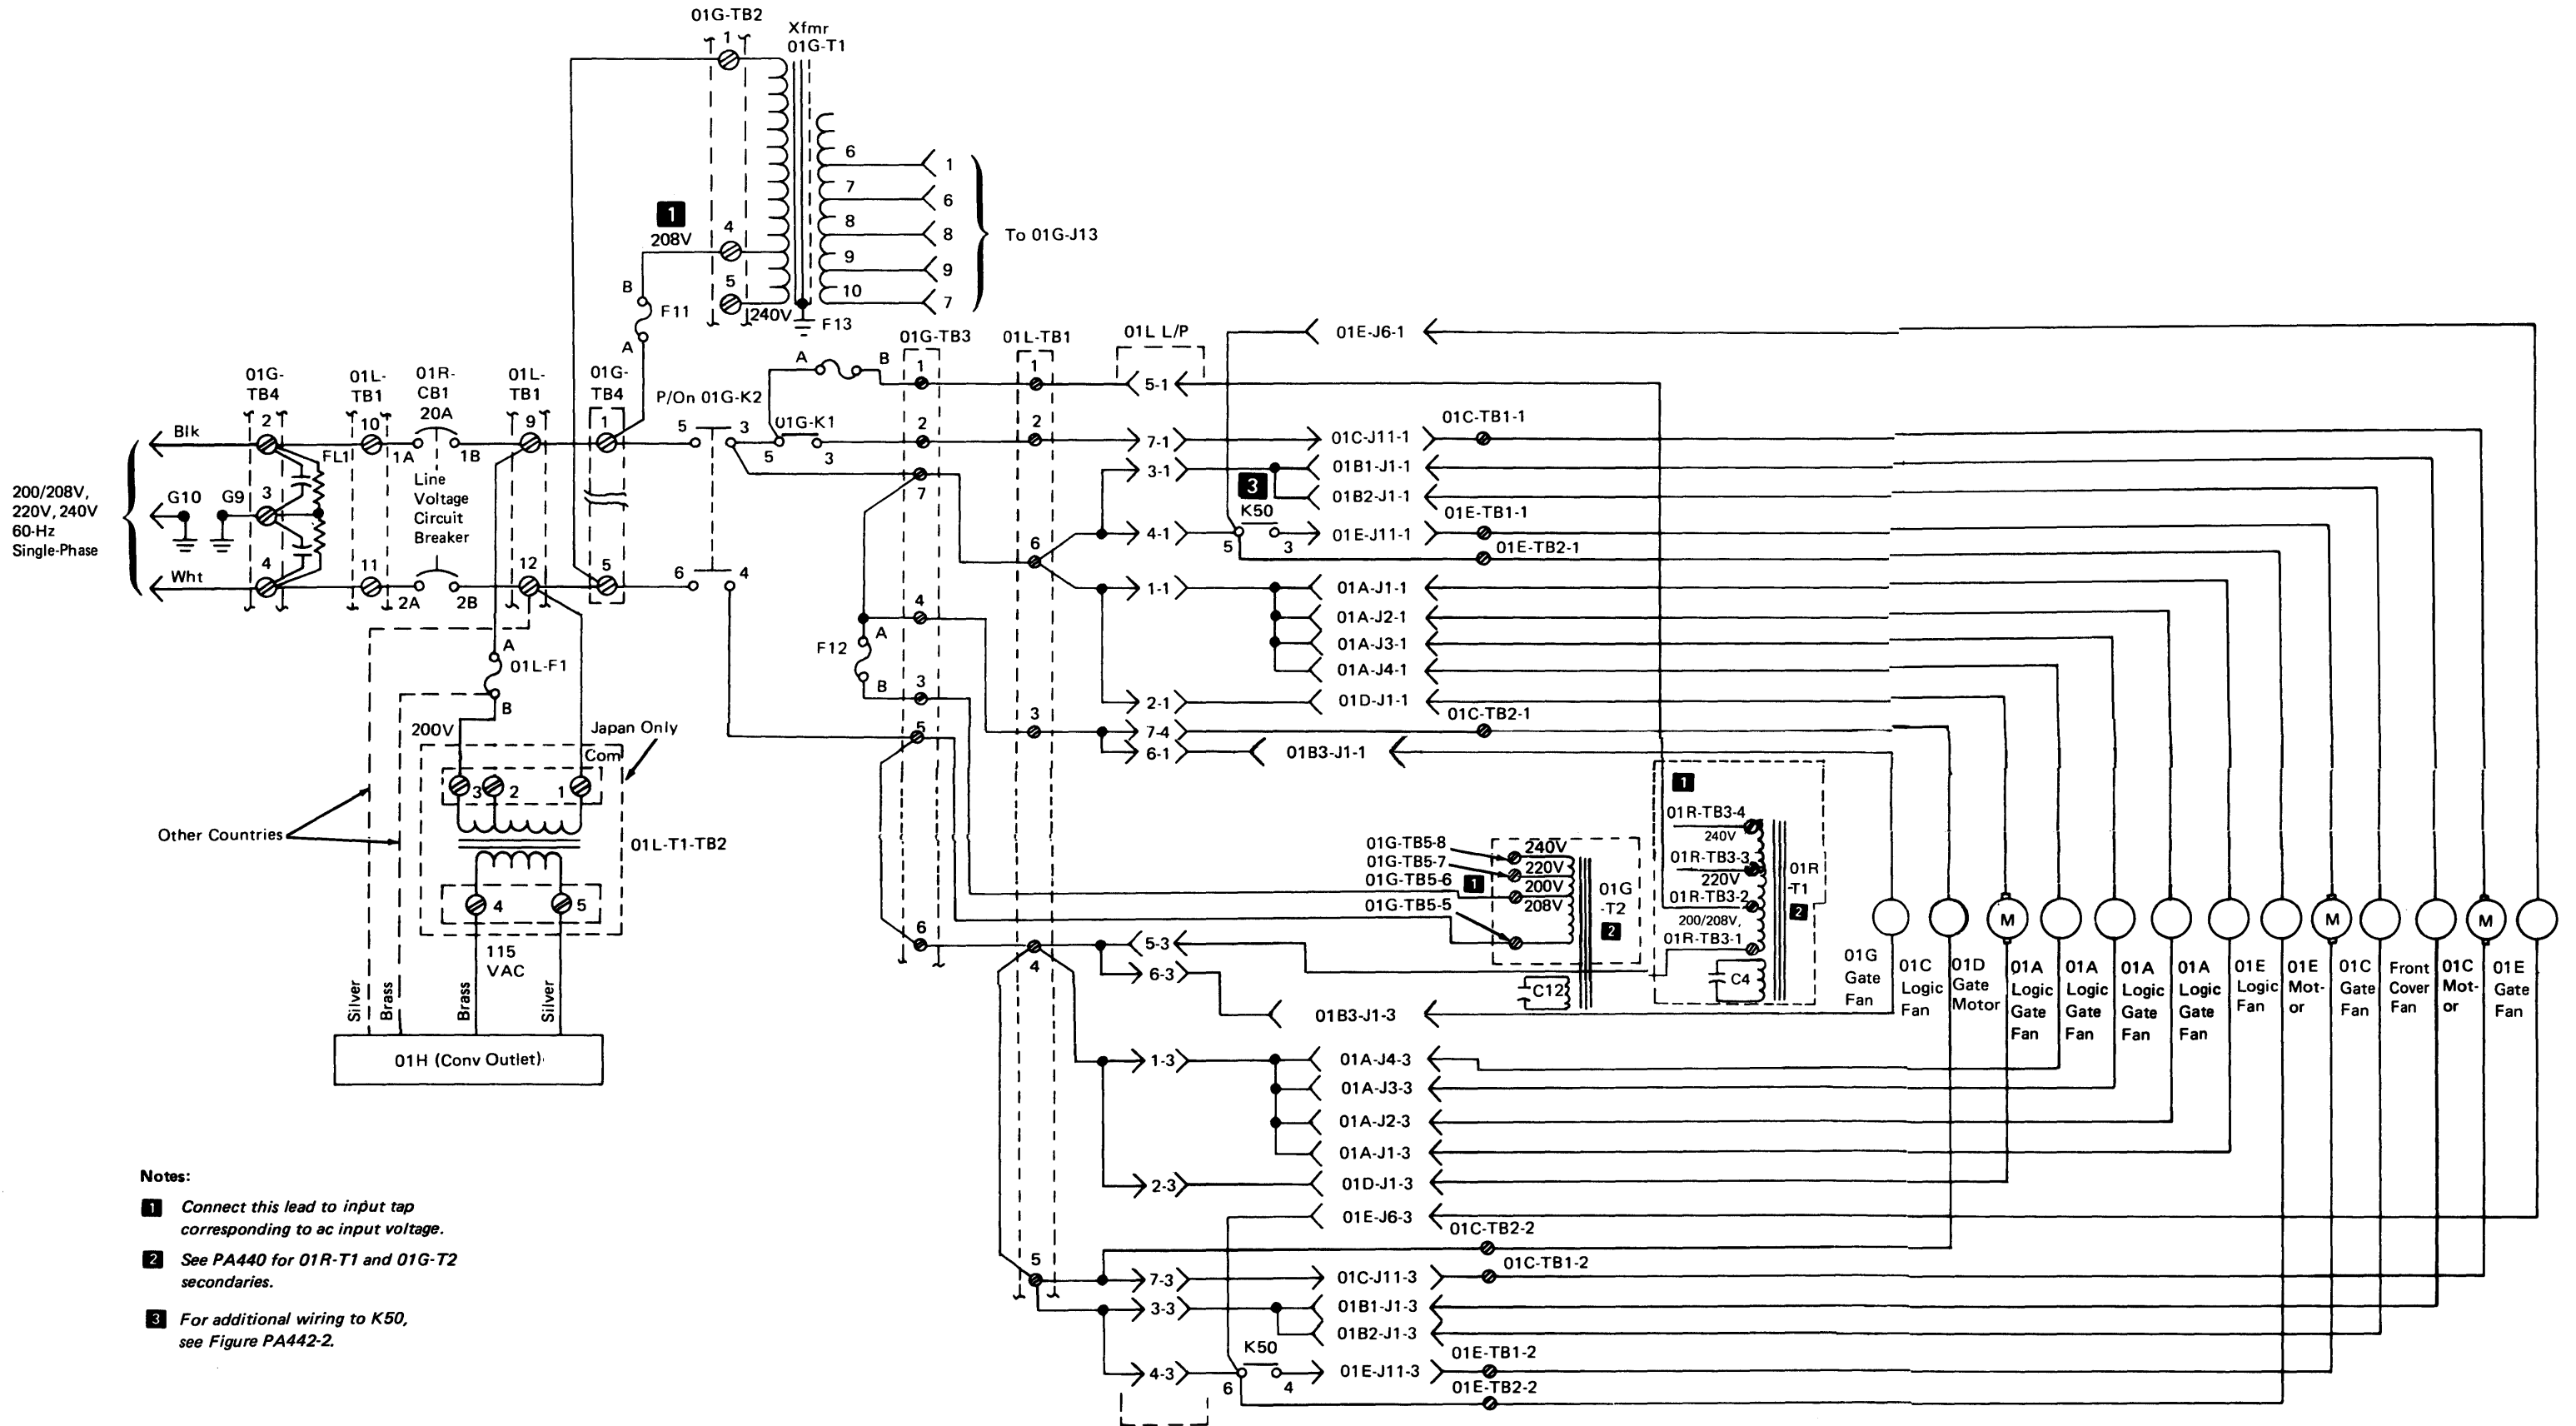 01G-TB2
Xfmr
01G-T1
1
6
1
7
6
1
4
8
8
208V
To 01G-J13
9
9
5
10
7
B
F11
240V
F13
A
01G-TB3
01L-TB1
01L L/P
01E-J6-1
A
B
1
1
5-1
01G-
TB4
01L-
TB1
01R-
CB1
20A
01L-
TB1
01G-
TB4
P/On 01G-K2
01G-K1
2
10
9
1
5
3
2
2
7-1
01C-J11-1
01C-TB1-1
Blk
FL1
1A
1B
5
3
3-1
01B1-J1-1
7
01B2-J1-1
200/208V,
220V, 240V
60-Hz
Single-Phase
G10
G9
3
Line
Voltage
Circuit
Breaker
3
K50
01E-TB1-1
6
4-1
5
3
01E-J11-1
01E-TB2-1
4
11
12
5
6
4
Wht
2A
2B
1-1
01A-J1-1
4
01A-J2-1
A
01A-J3-1
F12
01A-J4-1
A
01L-F1
B
B
3
2-1
01D-J1-1
01C-TB2-1
200V
Japan Only
5
3
7-4
Com
6-1
01B3-J1-1
3
2
1
1
01R-TB3-4
240V
Other Countries
01L-T1-TB2
01G-TB5-8
240V
01R-TB3-3
01G-TB5-7
220V
220V
01R
-T1
01G-TB5-6
1
200V
01G
-T2
01R-TB3-2
2
4
5
01G-TB5-5
208V
200/208V,
2
01R-TB3-1
M
M
M
115
VAC
6
4
5-3
6-3
C12
C4
Silver
Brass
Brass
Silver
01G
Gate
Fan
01C
Logic
Fan
01D
Gate
Motor
01A
Logic
Gate
Fan
01A
Logic
Gate
Fan
01A
Logic
Gate
Fan
01A
Logic
Gate
Fan
01E
Logic
Fan
01E
Mot-
or
01C
Gate
Fan
Front
Cover
Fan
01C
Mot-
or
01E
Gate
Fan
01B3-J1-3
01H (Conv Outlet)
1-3
01A-J4-3
01A-J3-3
01A-J2-3
01A-J1-3
2-3
01D-J1-3
01E-J6-3
01C-TB2-2
5
01C-TB1-2
7-3
01C-J11-3
3-3
01B1-J1-3
01B2-J1-3
K50
01E-TB1-2
4-3
6
4
01E-J11-3
01E-TB2-2
Notes:
1 Connect this lead to input tap
corresponding to ac input voltage.
2 See PA440 for 01R-T1 and 01G-T2
secondaries.
3 For additional wiring to K50,
see Figure PA442-2.